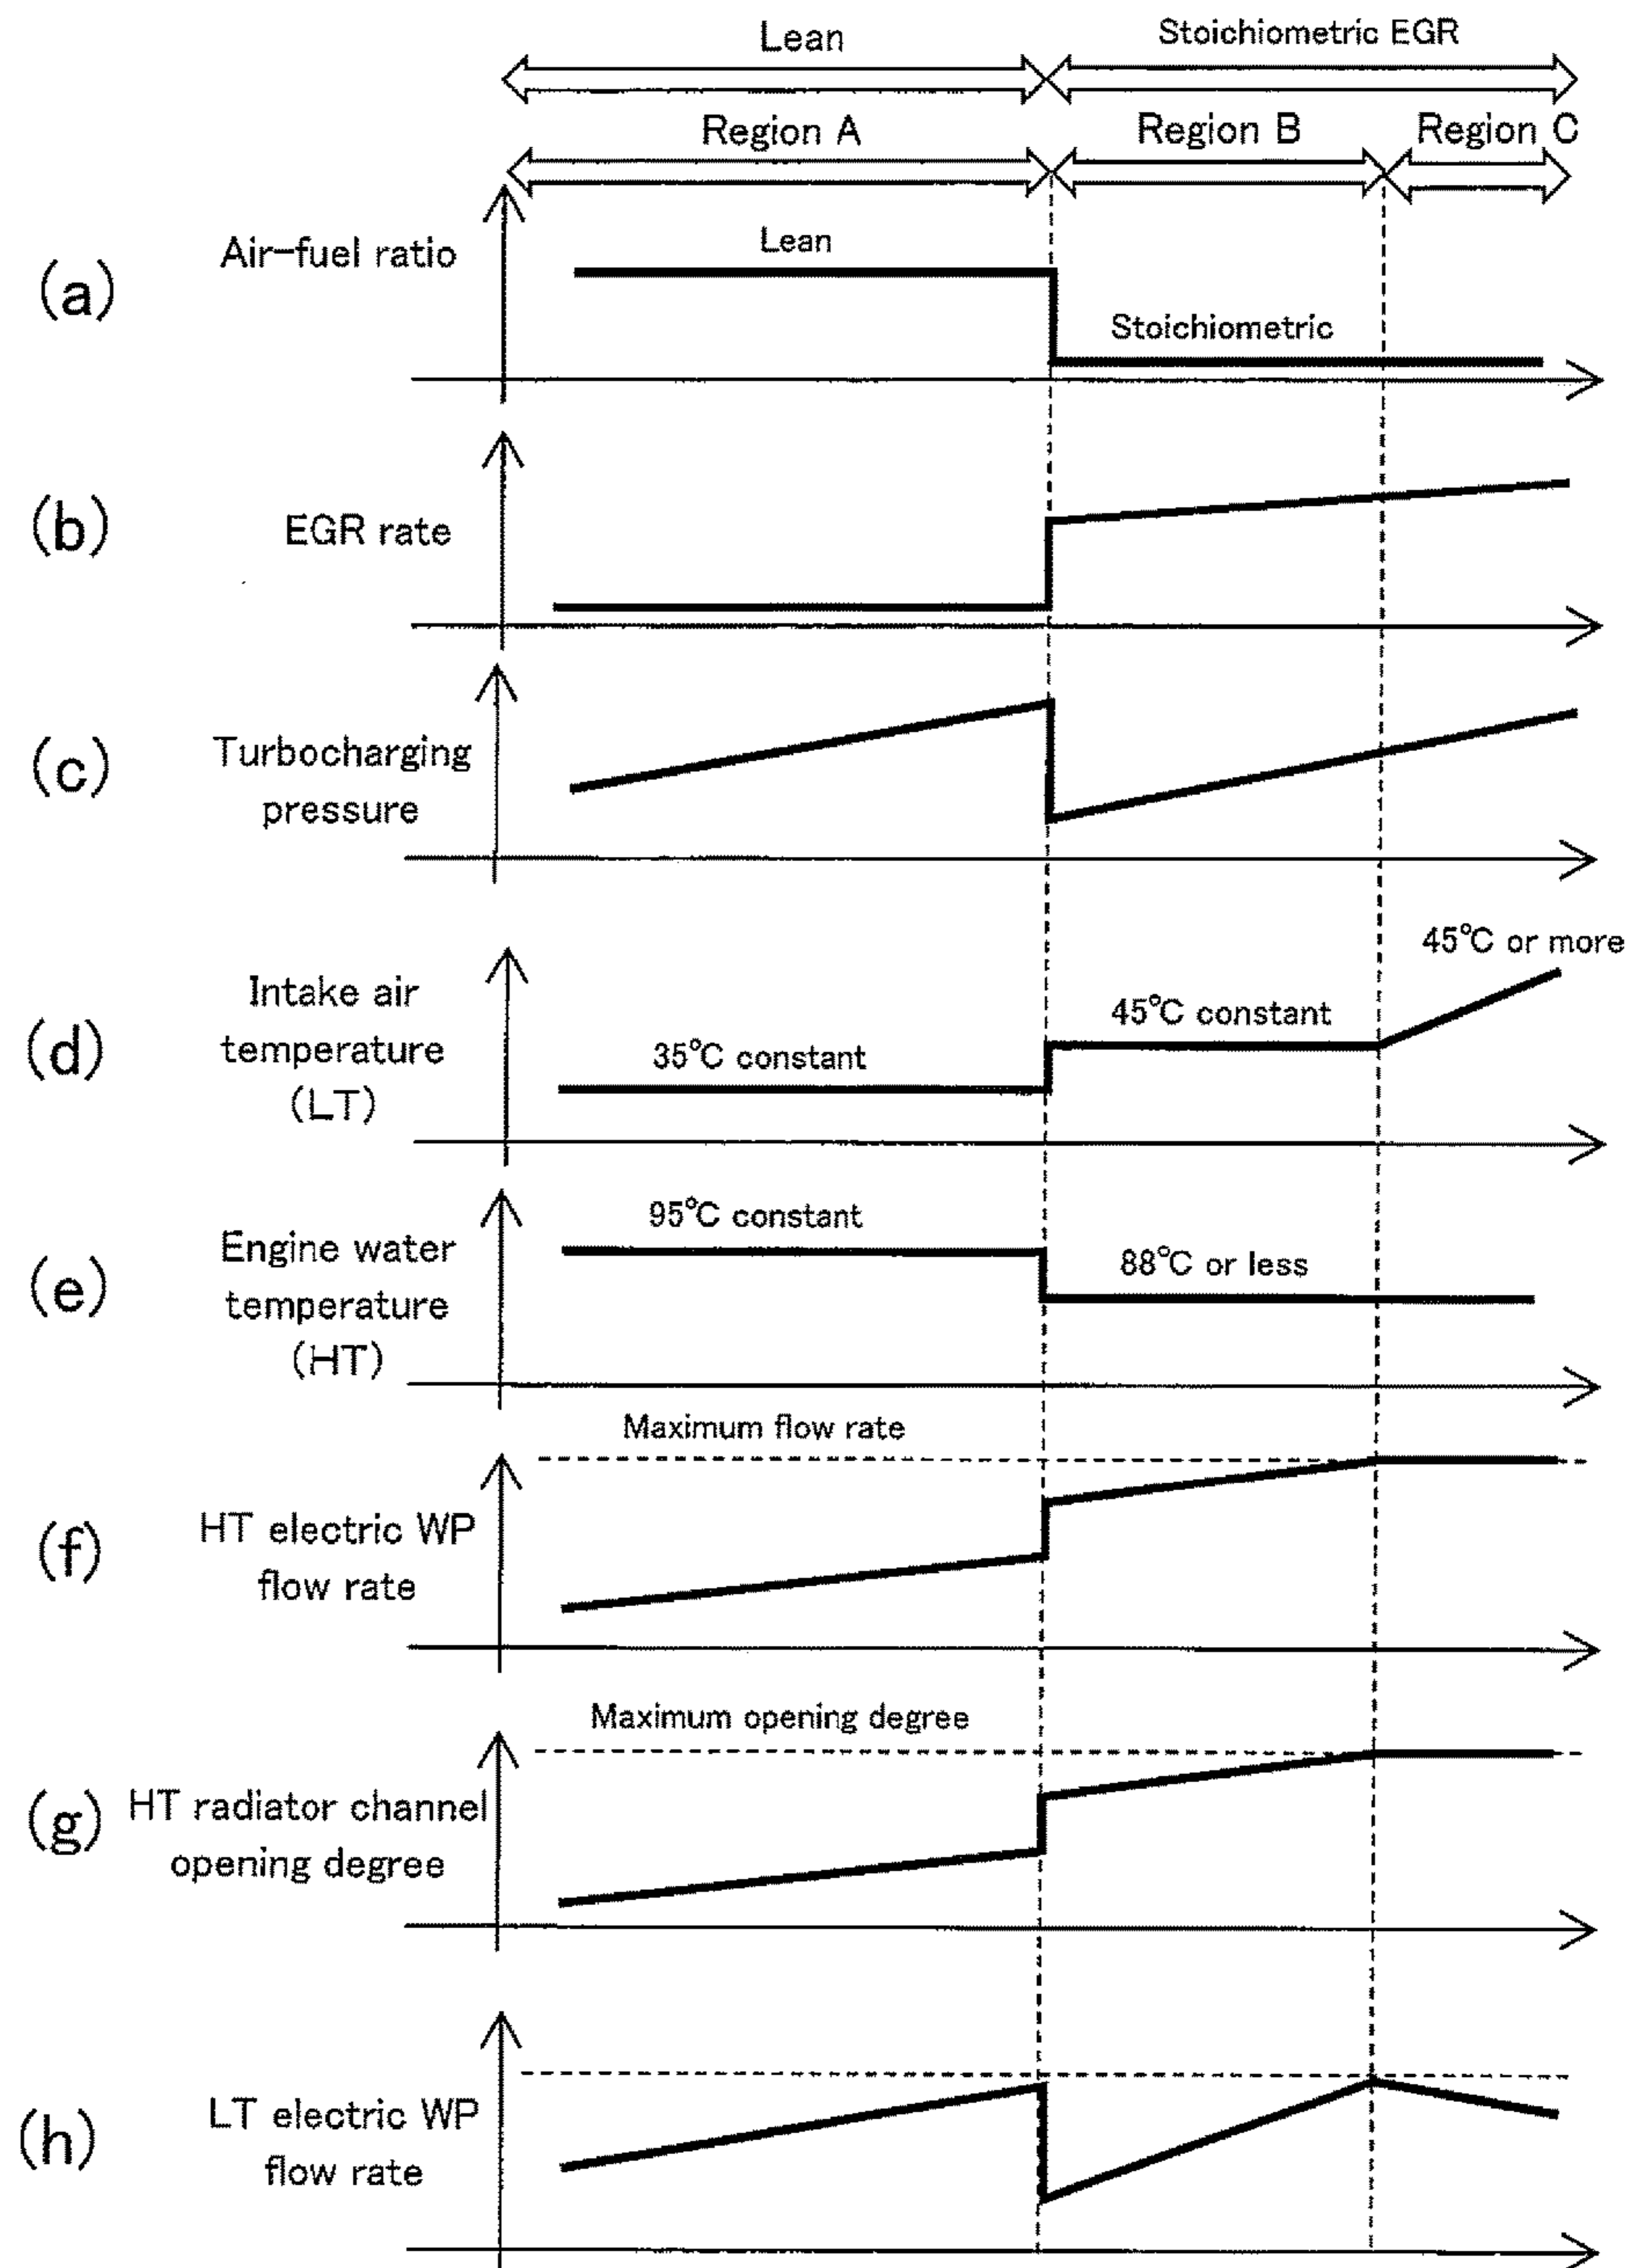 Lean
Stoichiometric EGR
Region A
Region B
Region C
(a)
Air-fuel ratio
Lean
Stoichiometric
(b)
EGR rate
(c)
Turbocharging
pressure
(d)
Intake air
temperature
(LT)
35℃ constant
45℃ constant
45℃ or more
(e)
Engine water
temperature
(HT)
95℃ constant
88℃ or less
(f)
HT electric WP
flow rate
Maximum flow rate
(g)
HT radiator channel
opening degree
Maximum opening degree
(h)
LT electric WP
flow rate